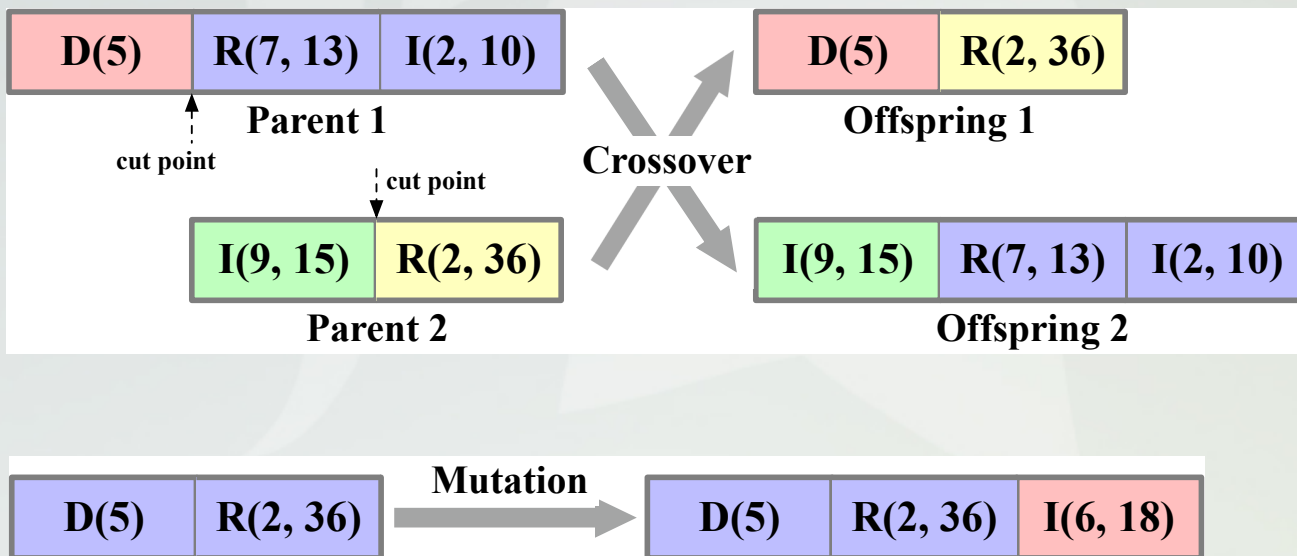 D(5) R(7, 13) I(2, 10)
Parent 1
cut point
cut point
I(9, 15) R(2, 36)
Parent 2
Crossover
D(5) R(2, 36)
Offspring 1
I(9, 15) R(7, 13) I(2, 10)
Offspring 2
D(5) R(2, 36)
Mutation
D(5) R(2, 36) I(6, 18)